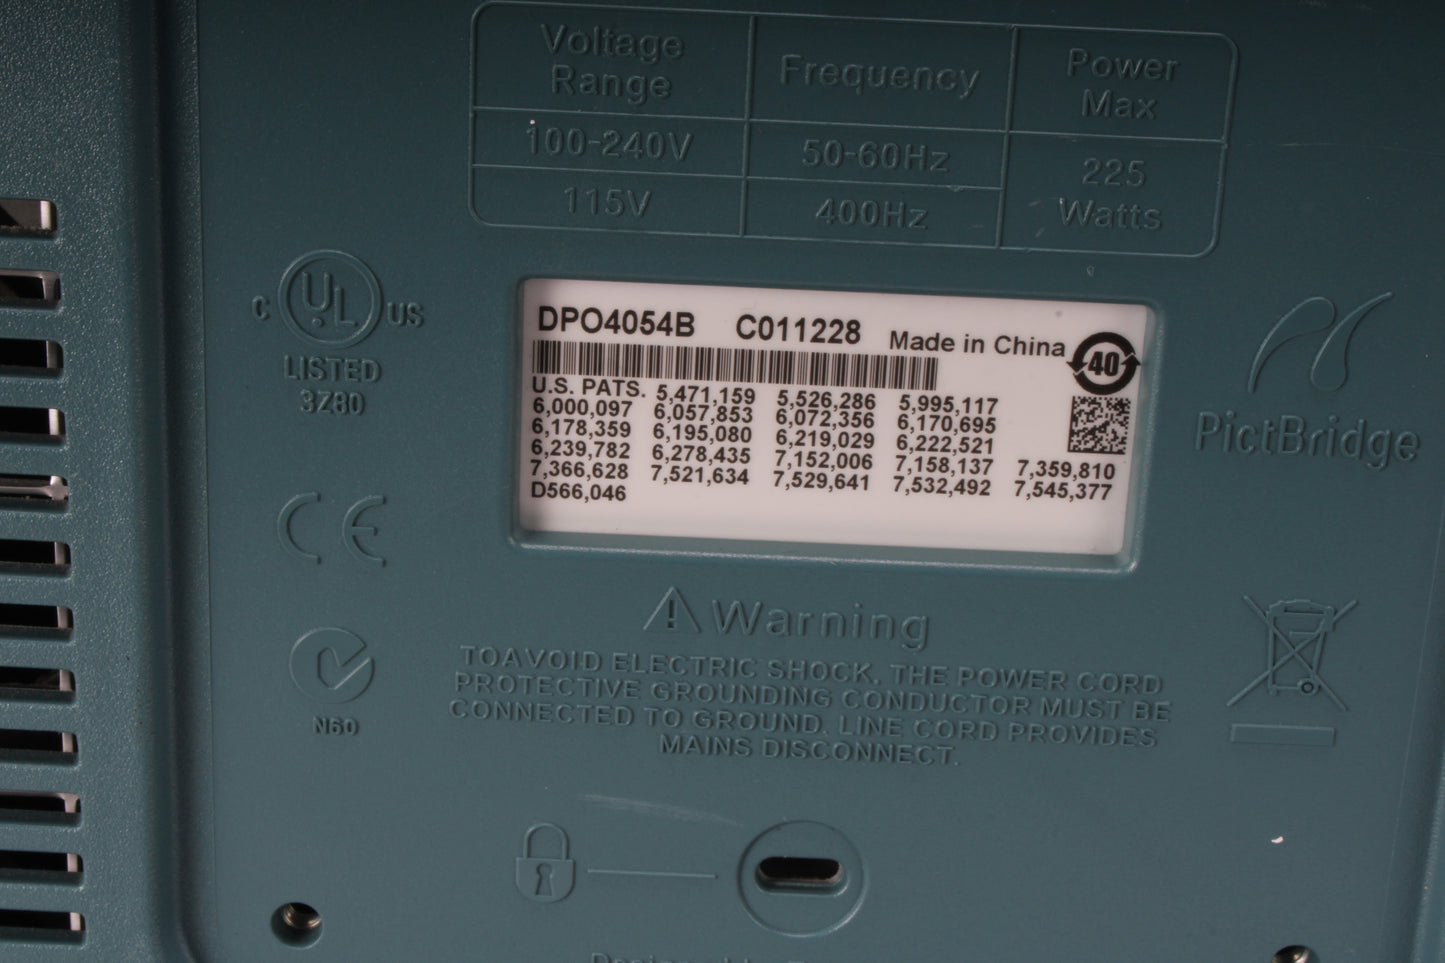 Voltage Range
Frequency
Power Max
100-240V
50-60Hz
225 Watts
115V
400Hz
C UL US
LISTED
3Z80
DPO4054B C011228 Made in China
40
U.S. PATS. 5,471,159 5,526,286 5,995,117
6,000,097 6,057,853 6,072,356 6,170,695
6,178,359 6,195,080 6,219,029 6,222,521
6,239,782 6,278,435 7,152,006 7,158,137 7,359,810
7,366,628 7,521,634 7,529,641 7,532,492 7,545,377
D566,046
PictBridge
CE
N60
Warning
TO AVOID ELECTRIC SHOCK, THE POWER CORD
PROTECTIVE GROUNDING CONDUCTOR MUST BE
CONNECTED TO GROUND. LINE CORD PROVIDES
MAINS DISCONNECT.